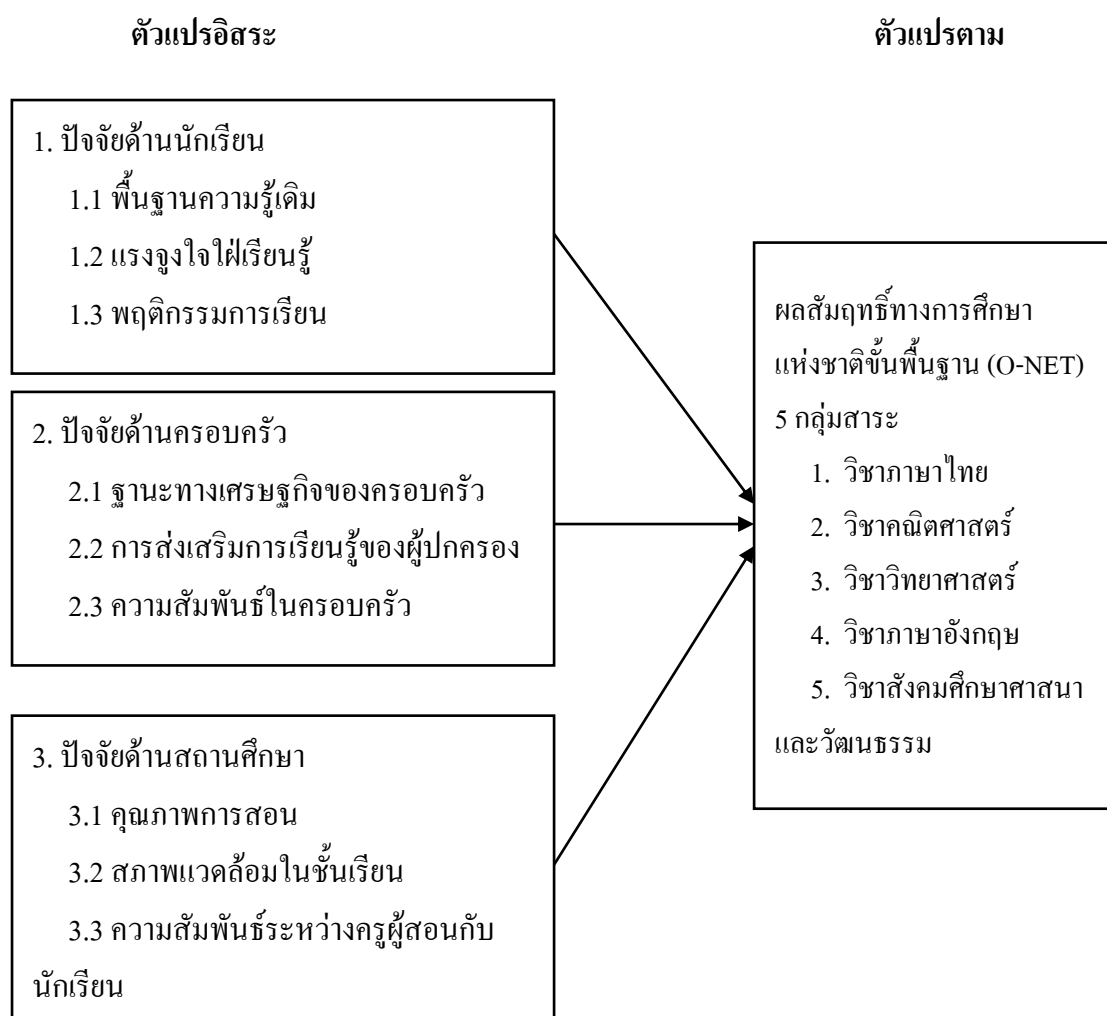 ตัวแปรอิสระ
ตัวแปรตาม
1. ปัจจัยด้านนักเรียน
1.1 พื้นฐานความรู้เดิม
1.2 แรงจูงใจใฝ่เรียนรู้
1.3 พฤติกรรมการเรียน
2. ปัจจัยด้านครอบครัว
2.1 ฐานะทางเศรษฐกิจของครอบครัว
2.2 การส่งเสริมการเรียนรู้ของผู้ปกครอง
2.3 ความสัมพันธ์ในครอบครัว
3. ปัจจัยด้านสถานศึกษา
3.1 คุณภาพการสอน
3.2 สภาพแวดล้อมในชั้นเรียน
3.3 ความสัมพันธ์ระหว่างครูผู้สอนกับ
นักเรียน
ผลสัมฤทธิ์ทางการศึกษา
แห่งชาติขั้นพื้นฐาน (O-NET)
5 กลุ่มสาระ
1. วิชาภาษาไทย
2. วิชาคณิตศาสตร์
3. วิชาวิทยาศาสตร์
4. วิชาภาษาอังกฤษ
5. วิชาสังคมศึกษาศาสนา
และวัฒนธรรม